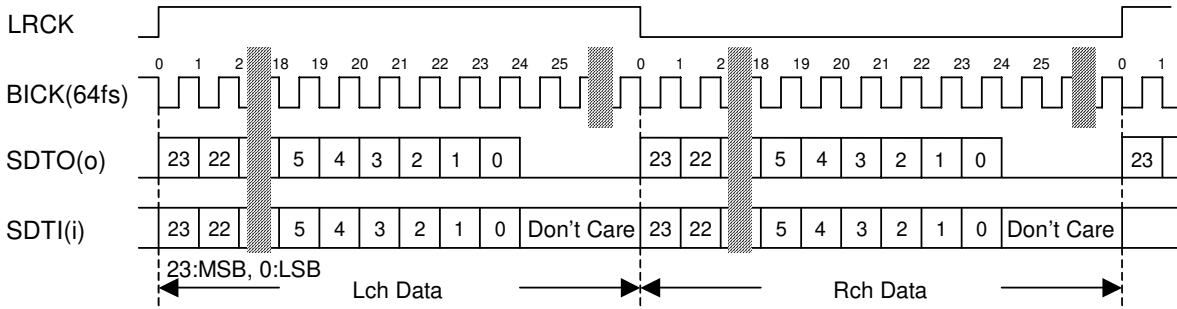 LRCK
0 1 2 18 19 20 21 22 23 24 25 0 1 2 18 19 20 21 22 23 24 25 0 1
BICK(64fs)
SDTO(o) 23 22 5 4 3 2 1 0 23 22 5 4 3 2 1 0 23
SDTI(i) 23 22 5 4 3 2 1 0 Don't Care 23 22 5 4 3 2 1 0 Don't Care
23:MSB, 0:LSB
Lch Data Rch Data